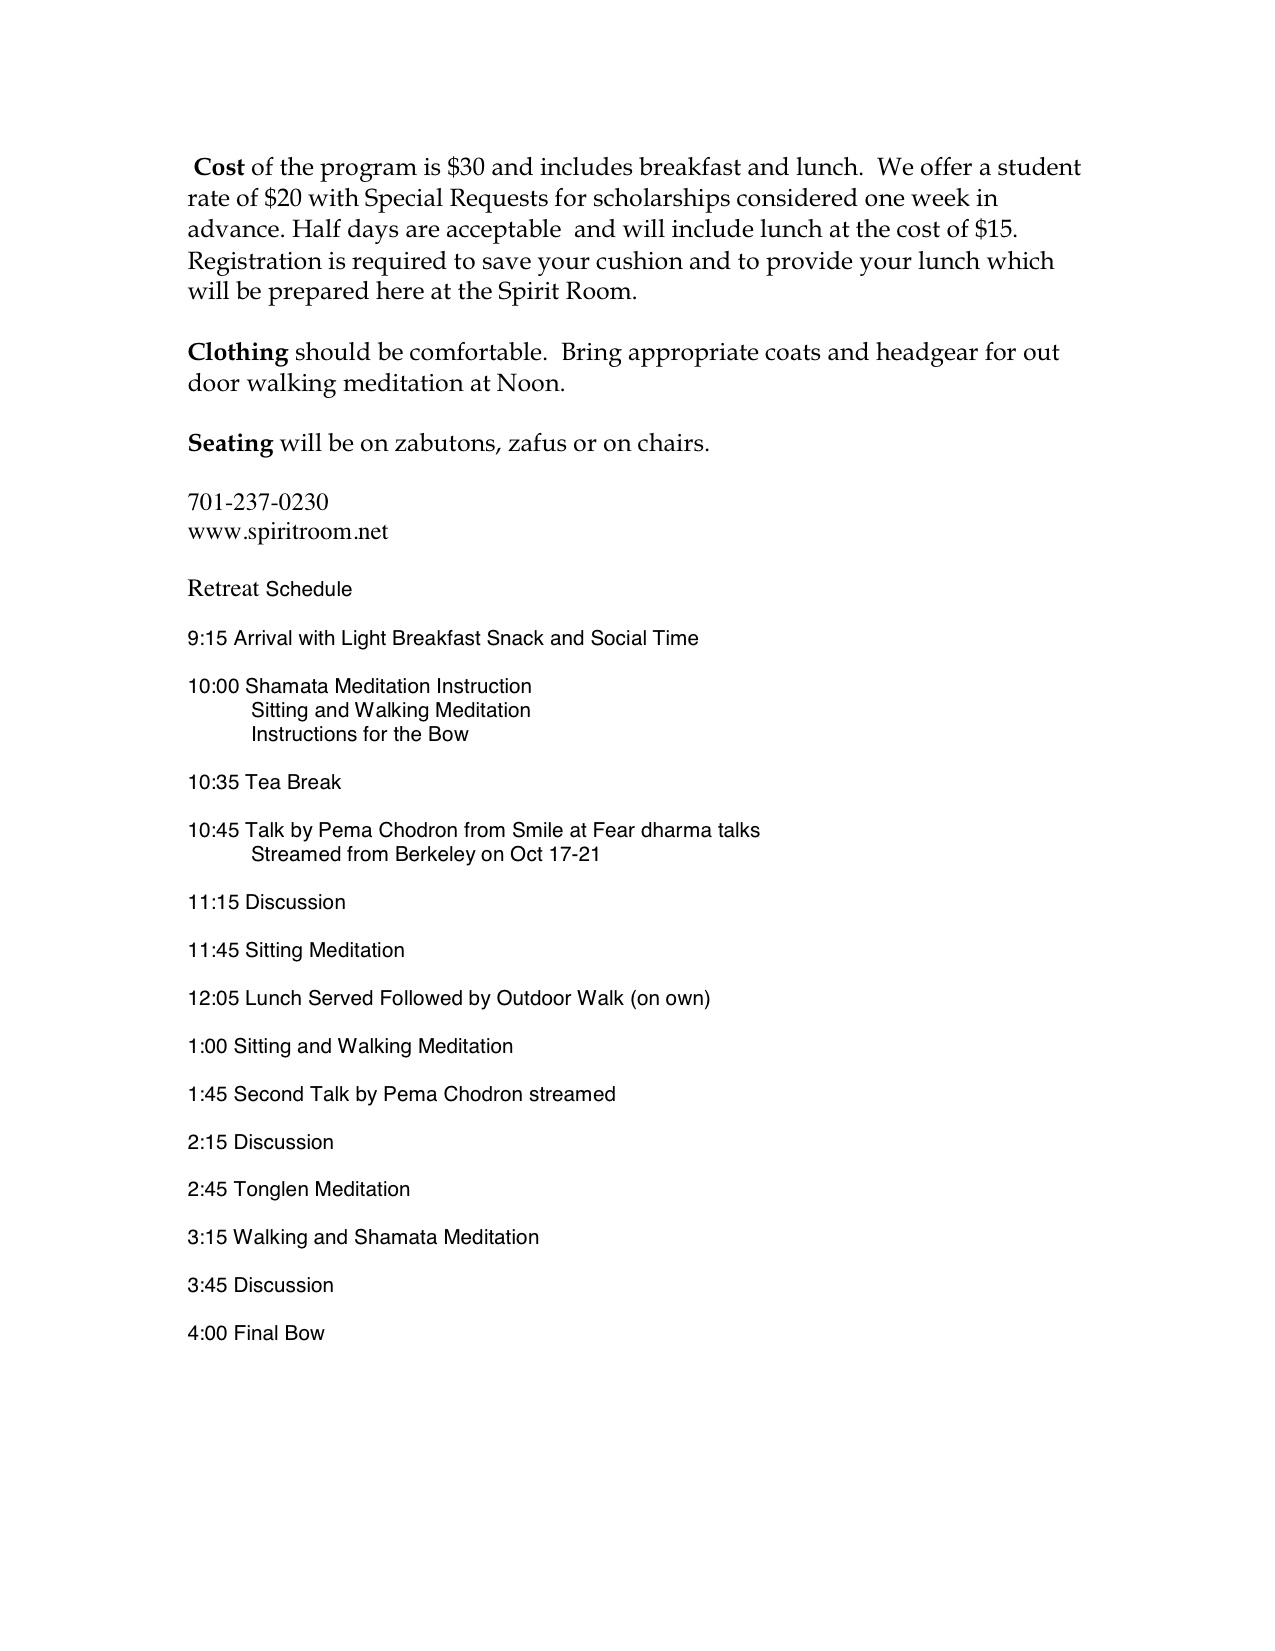 Cost of the program is $30 and includes breakfast and lunch.  We offer a student
rate of $20 with Special Requests for scholarships considered one week in
advance. Half days are acceptable  and will include lunch at the cost of $15.
Registration is required to save your cushion and to provide your lunch which
will be prepared here at the Spirit Room.
Clothing should be comfortable.  Bring appropriate coats and headgear for out
door walking meditation at Noon.
Seating will be on zabutons, zafus or on chairs.
701-237-0230
www.spiritroom.net
Retreat Schedule
9:15 Arrival with Light Breakfast Snack and Social Time
10:00 Shamata Meditation Instruction
Sitting and Walking Meditation
Instructions for the Bow
10:35 Tea Break
10:45 Talk by Pema Chodron from Smile at Fear dharma talks
Streamed from Berkeley on Oct 17-21
11:15 Discussion
11:45 Sitting Meditation
12:05 Lunch Served Followed by Outdoor Walk (on own)
1:00 Sitting and Walking Meditation
1:45 Second Talk by Pema Chodron streamed
2:15 Discussion
2:45 Tonglen Meditation
3:15 Walking and Shamata Meditation
3:45 Discussion
4:00 Final Bow